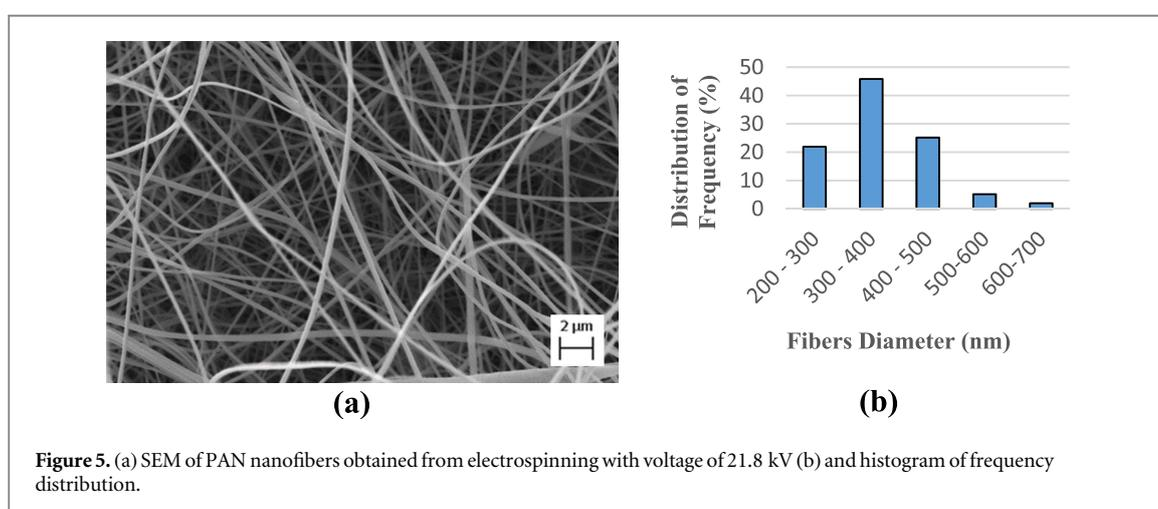 2 µm
(a)
Distribution of
Frequency (%)
50
40
30
20
10
0
200 - 300
300 - 400
400 - 500
500-600
600-700
Fibers Diameter (nm)
(b)
Figure 5. (a) SEM of PAN nanofibers obtained from electrospinning with voltage of 21.8 kV (b) and histogram of frequency
distribution.